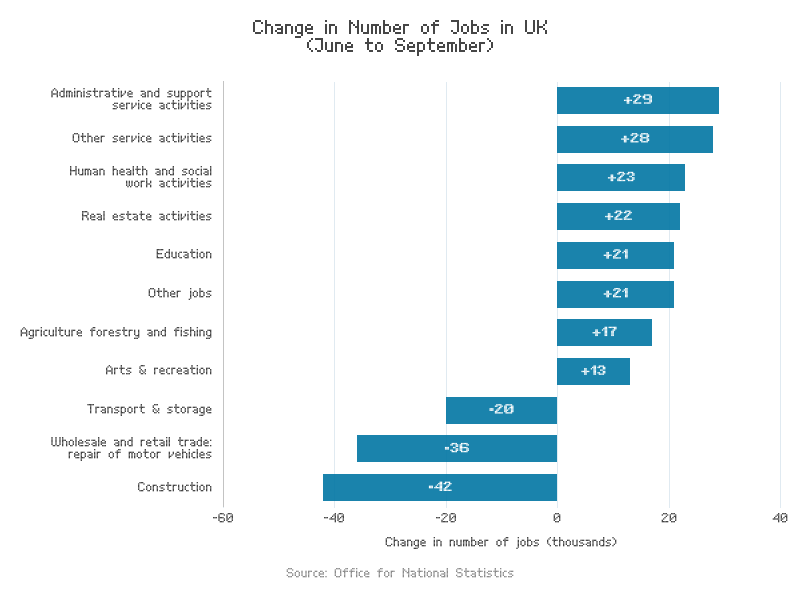 Change in Number of Jobs in UK
(June to September)
Administrative and support
service activities
+29
Other service activities
+28
Human health and social
work activities
+23
Real estate activities
+22
Education
+21
Other jobs
+21
Agriculture forestry and fishing
+17
Arts & recreation
+13
Transport & storage
-20
Wholesale and retail trade:
repair of motor vehicles
-36
Construction
-42
-60 -40 -20 0 20 40
Change in number of jobs (thousands)
Source: Office for National Statistics